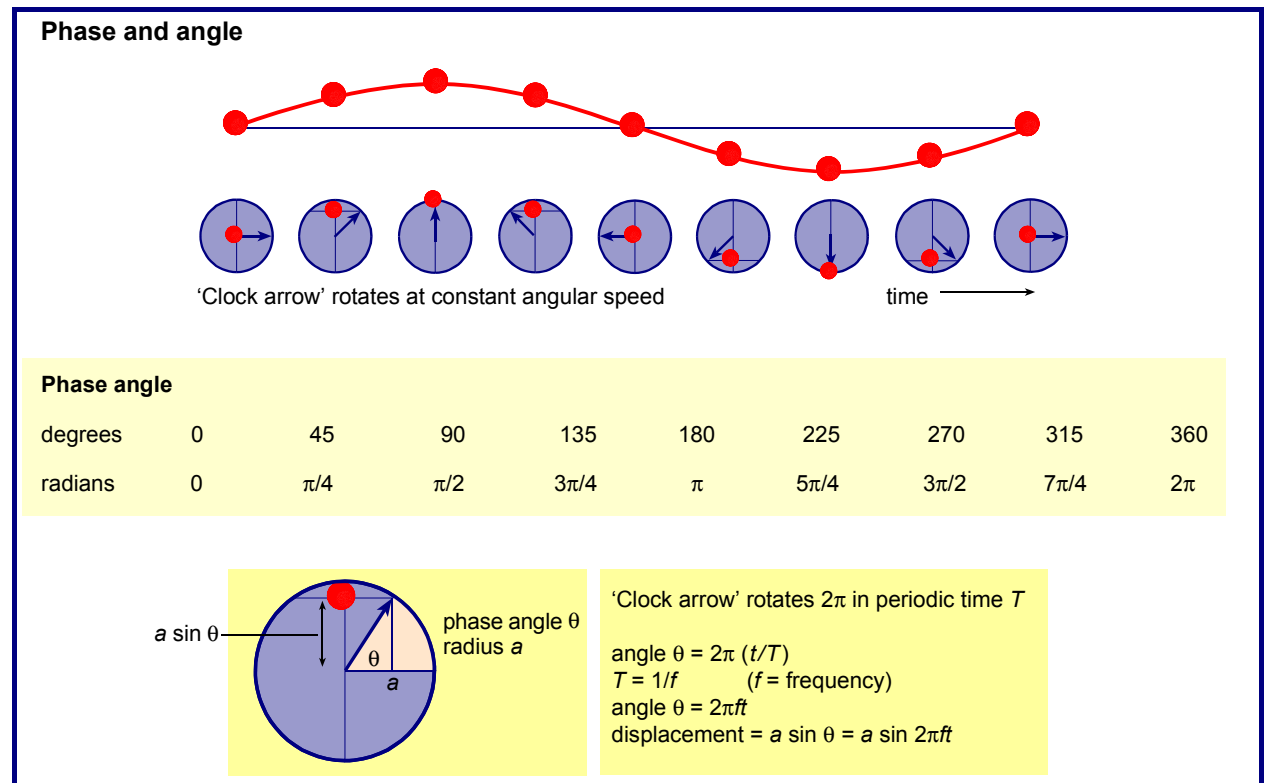 Phase and angle
‘Clock arrow’ rotates at constant angular speed
time
Phase angle
degrees 0 45 90 135 180 225 270 315 360
radians 0 π/4 π/2 3π/4 π 5π/4 3π/2 7π/4 2π
a sin θ
θ
a
phase angle θ
radius a
‘Clock arrow’ rotates 2π in periodic time T
angle θ = 2π (t/T)
T = 1/f (f = frequency)
angle θ = 2πft
displacement = a sin θ = a sin 2πft